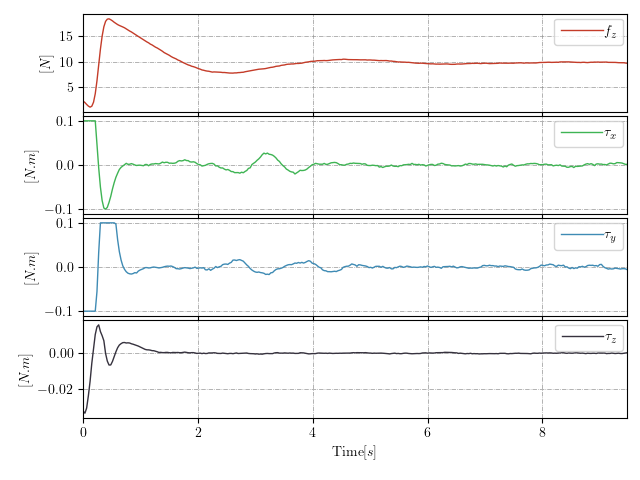 15
10
5
[N]
f_z
0.1
0.0
−0.1
[N.m]
τ_x
0.1
0.0
−0.1
[N.m]
τ_y
0.00
−0.02
[N.m]
τ_z
0 2 4 6 8
Time[s]